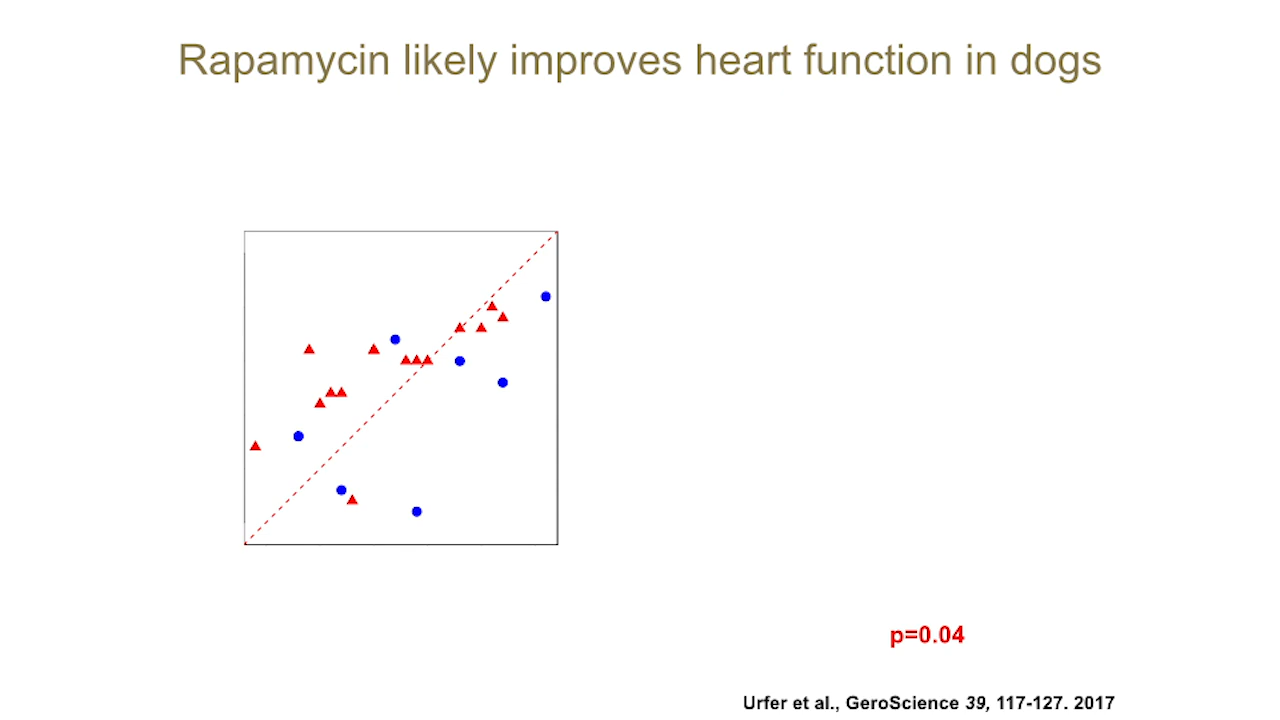 Rapamycin likely improves heart function in dogs
p=0.04
Urfer et al., GeroScience 39, 117-127. 2017